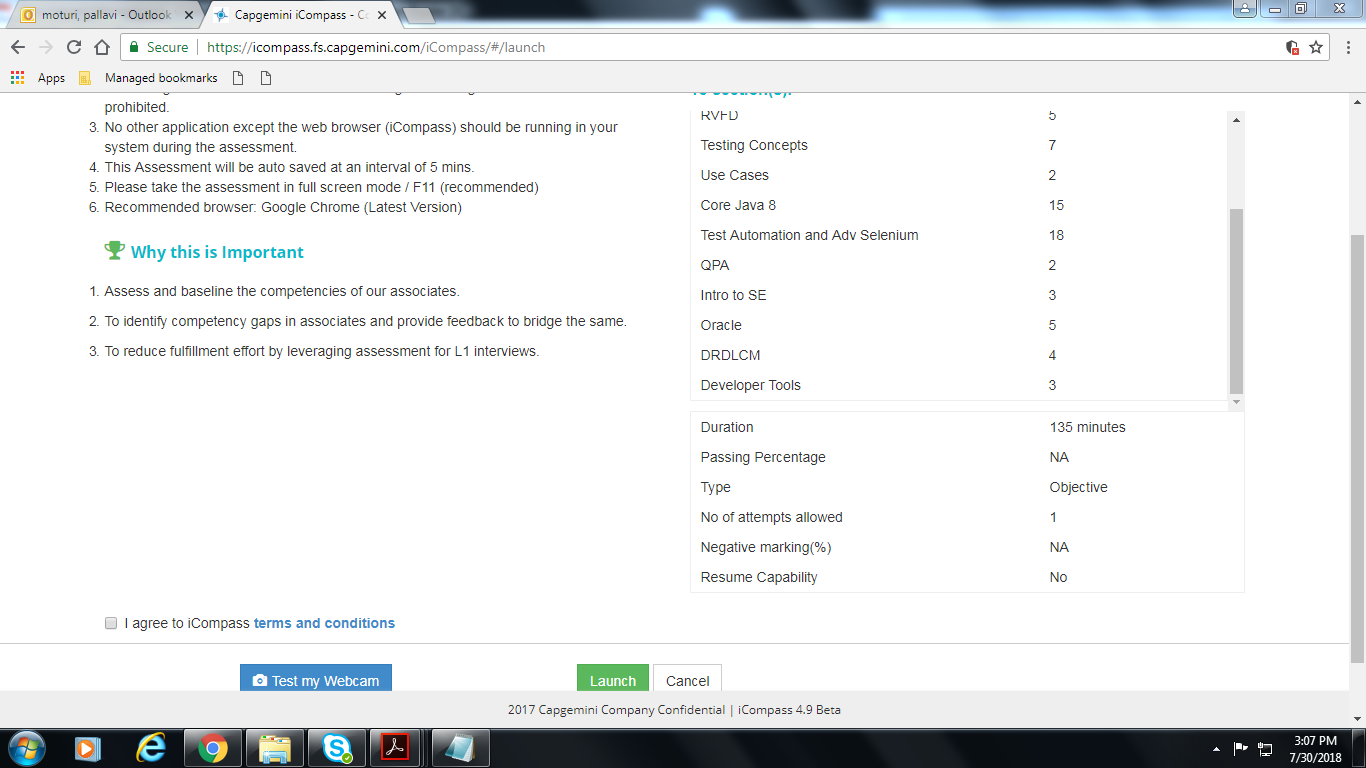 moturi, pallavi - Outlook
Capgemini iCompass - Co
Secure | https://icompass.fs.capgemini.com/iCompass/#/launch
Apps Managed bookmarks
prohibited.
3. No other application except the web browser (iCompass) should be running in your
system during the assessment.
4. This Assessment will be auto saved at an interval of 5 mins.
5. Please take the assessment in full screen mode / F11 (recommended)
6. Recommended browser: Google Chrome (Latest Version)
Why this is Important
1. Assess and baseline the competencies of our associates.
2. To identify competency gaps in associates and provide feedback to bridge the same.
3. To reduce fulfillment effort by leveraging assessment for L1 interviews.
RVFD 5
Testing Concepts 7
Use Cases 2
Core Java 8 15
Test Automation and Adv Selenium 18
QPA 2
Intro to SE 3
Oracle 5
DRDLCM 4
Developer Tools 3
Duration 135 minutes
Passing Percentage NA
Type Objective
No of attempts allowed 1
Negative marking(%) NA
Resume Capability No
I agree to iCompass terms and conditions
Test my Webcam
Launch
Cancel
2017 Capgemini Company Confidential | iCompass 4.9 Beta
3:07 PM
7/30/2018